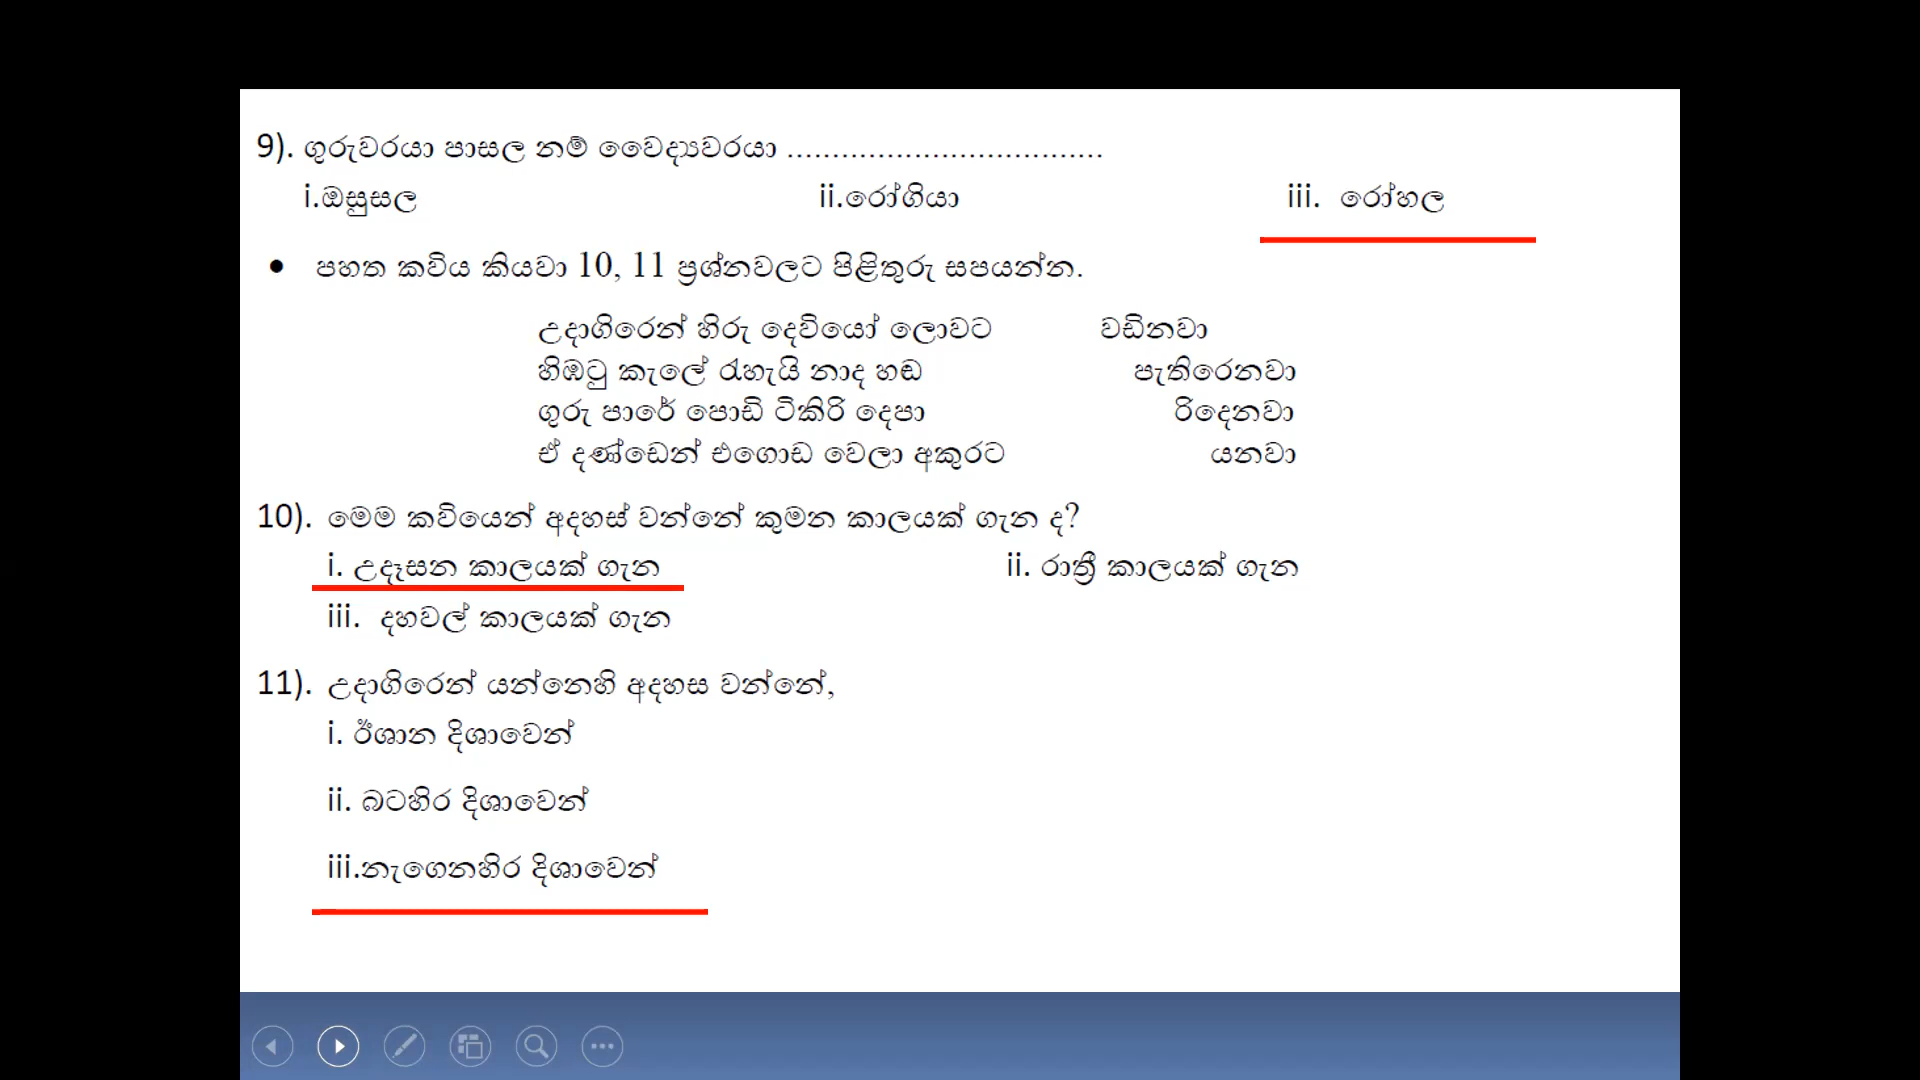 9). ගුරුවරයා පාසල නම් වෛද්‍යවරයා ...................................
i.ඔසුසල ii.රෝගියා iii. රෝහල
• පහත කවිය කියවා 10, 11 ප්‍රශ්නවලට පිළිතුරු සපයන්න.
උදාගිරෙන් හිරු දෙවියෝ ලොවට වඩිනවා
හිඹටු කැලේ රැහැයි නාද හඬ පැතිරෙනවා
ගුරු පාරේ පොඩි ටිකිරි දෙපා රිදෙනවා
ඒ දණ්ඩෙන් එගොඩ වෙලා අකුරට යනවා
10). මෙම කවියෙන් අදහස් වන්නේ කුමන කාලයක් ගැන ද?
i. උදෑසන කාලයක් ගැන ii. රාත්‍රී කාලයක් ගැන
iii. දහවල් කාලයක් ගැන
11). උදාගිරෙන් යන්නෙහි අදහස වන්නේ,
i. ඊශාන දිශාවෙන්
ii. බටහිර දිශාවෙන්
iii.නැගෙනහිර දිශාවෙන්